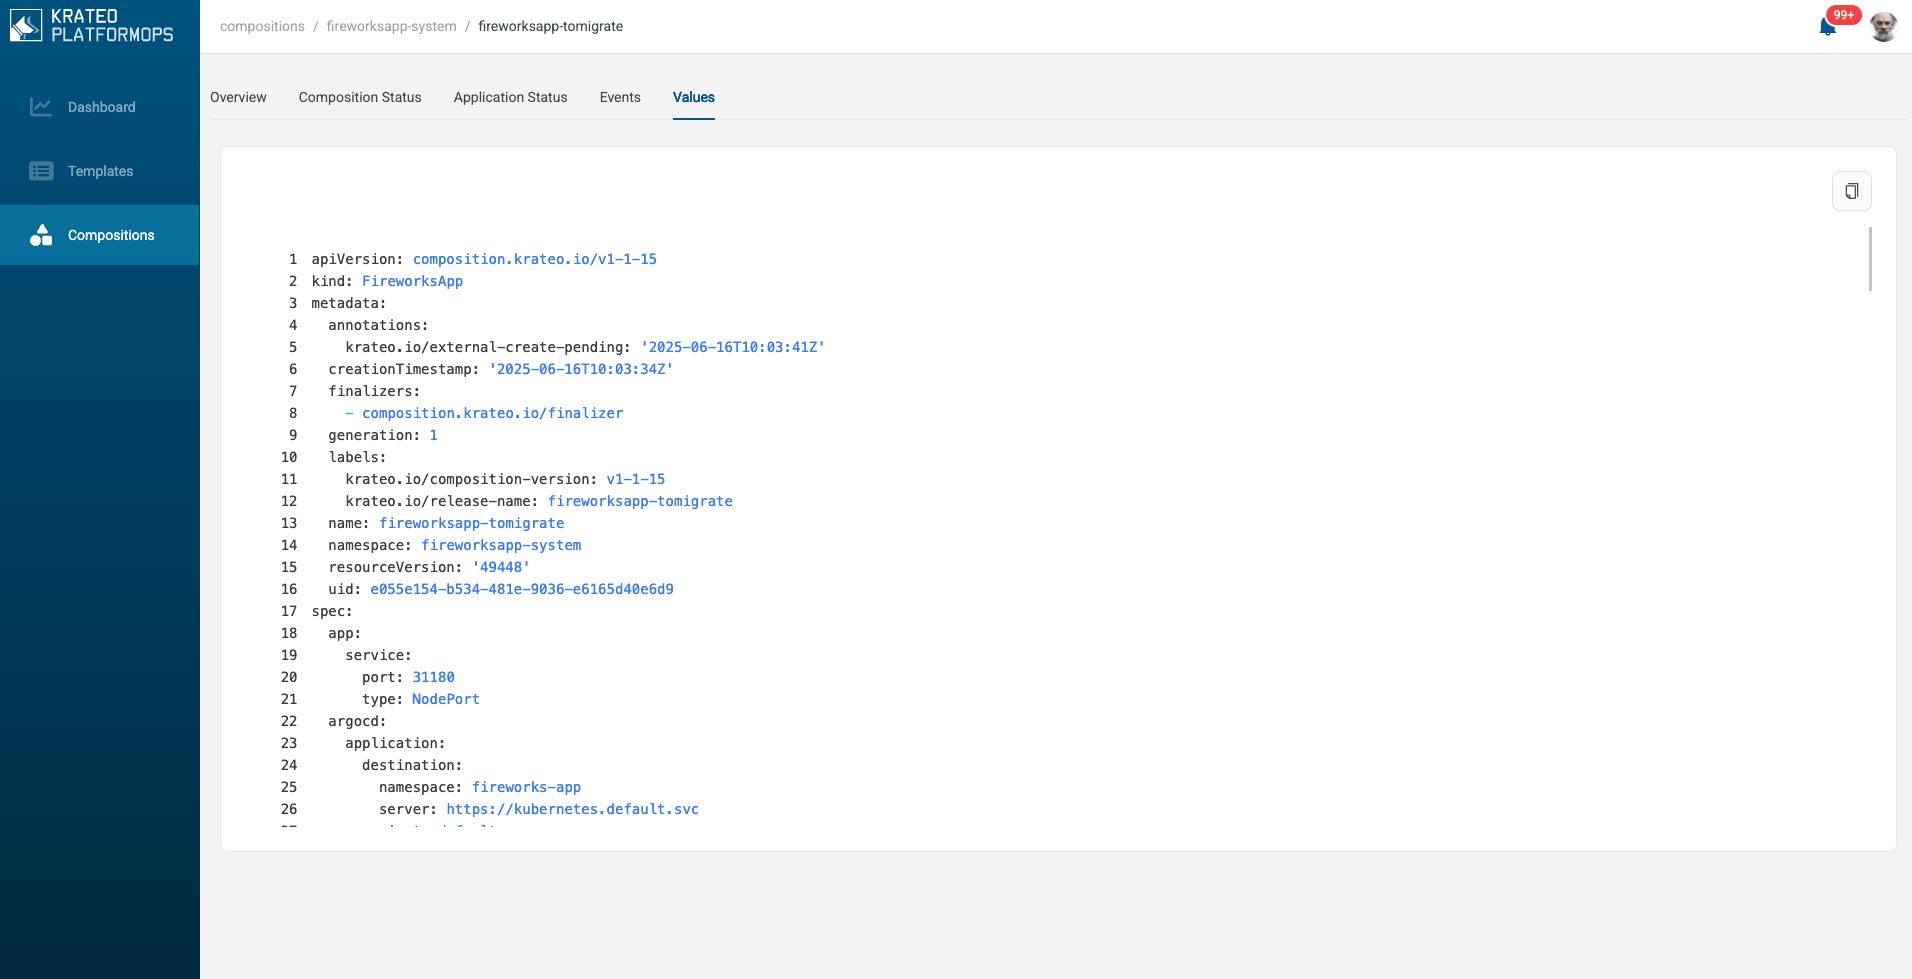 KRATEO
PLATFORMOPS
compositions / fireworksapp-system / fireworksapp-tomigrate
99+
Dashboard
Templates
Compositions
Overview Composition Status Application Status Events Values
1 apiVersion: composition.krateo.io/v1-1-15
2 kind: FireworksApp
3 metadata:
4 annotations:
5 krateo.io/external-create-pending: '2025-06-16T10:03:41Z'
6 creationTimestamp: '2025-06-16T10:03:34Z'
7 finalizers:
8 - composition.krateo.io/finalizer
9 generation: 1
10 labels:
11 krateo.io/composition-version: v1-1-15
12 krateo.io/release-name: fireworksapp-tomigrate
13 name: fireworksapp-tomigrate
14 namespace: fireworksapp-system
15 resourceVersion: '49448'
16 uid: e055e154-b534-481e-9036-e6165d40e6d9
17 spec:
18 app:
19 service:
20 port: 31180
21 type: NodePort
22 argocd:
23 application:
24 destination:
25 namespace: fireworks-app
26 server: https://kubernetes.default.svc